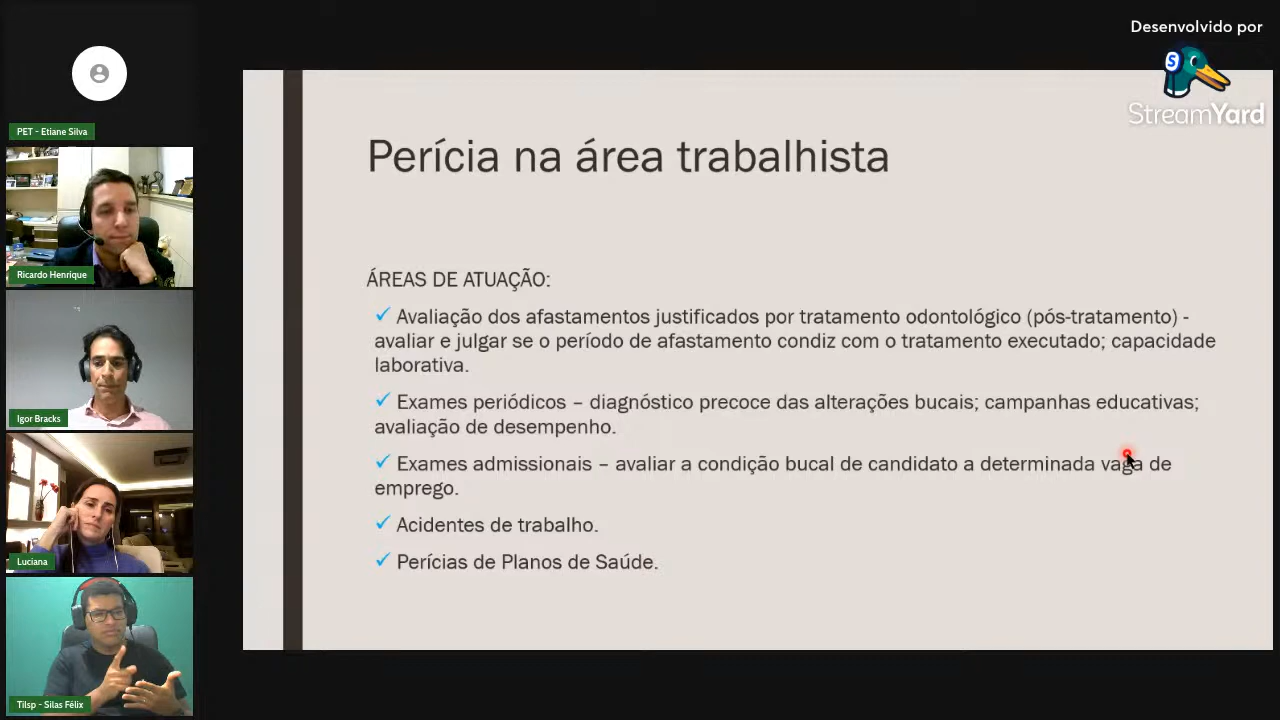 Desenvolvido por
S
StreamYard
PET - Etiane Silva
Ricardo Henrique
Igor Bracks
Luciana
Tilsp - Silas Félix
Perícia na área trabalhista
ÁREAS DE ATUAÇÃO:
✓ Avaliação dos afastamentos justificados por tratamento odontológico (pós-tratamento) -
avaliar e julgar se o período de afastamento condiz com o tratamento executado; capacidade
laborativa.
✓ Exames periódicos – diagnóstico precoce das alterações bucais; campanhas educativas;
avaliação de desempenho.
✓ Exames admissionais – avaliar a condição bucal de candidato a determinada vaga de
emprego.
✓ Acidentes de trabalho.
✓ Perícias de Planos de Saúde.